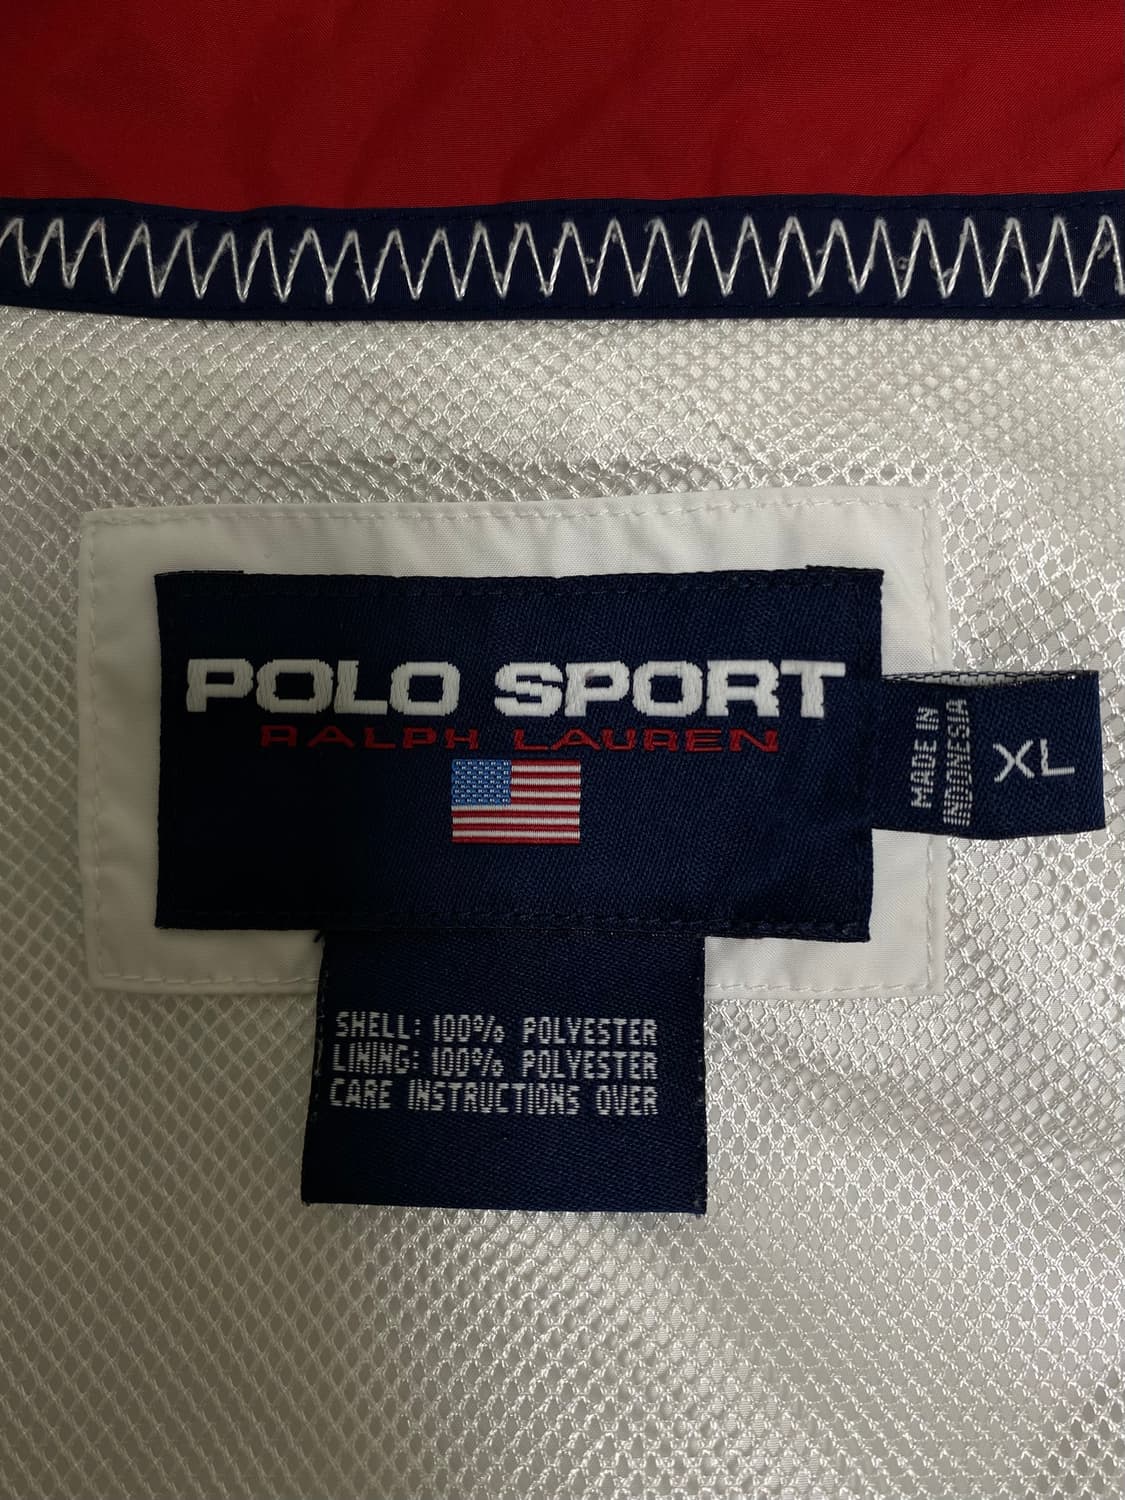 POLO SPORT
RALPH LAUREN
MADE IN
INDONESIA
XL
SHELL: 100% POLYESTER
LINING: 100% POLYESTER
CARE INSTRUCTIONS OVER